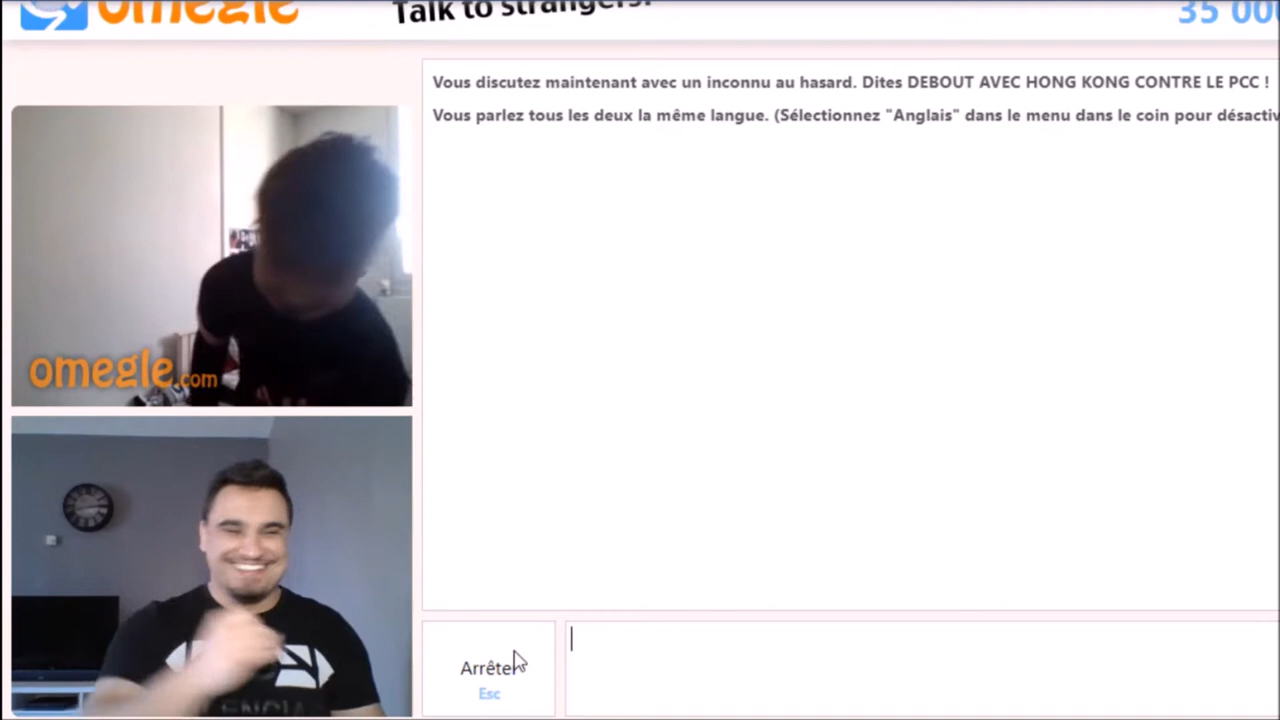 omegle
Talk to strangers!
35 00
Vous discutez maintenant avec un inconnu au hasard. Dites DEBOUT AVEC HONG KONG CONTRE LE PCC !
Vous parlez tous les deux la même langue. (Sélectionnez "Anglais" dans le menu dans le coin pour désactiv
omegle.com
Arrêter
Esc